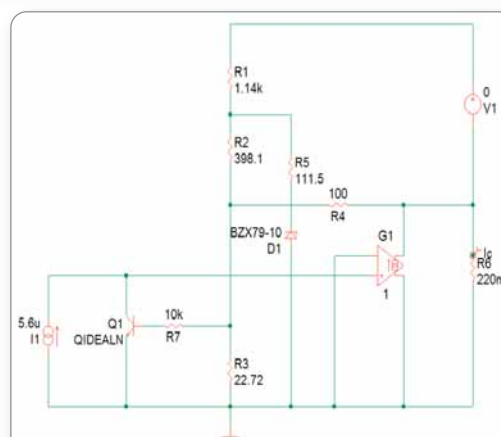 R1
1.14k
0
V1
R2
398.1
R5
111.5
100
R4
BZX79-10
D1
G1
1
Ic
R6
220m
5.6u
I1
Q1
QIDEALN
10k
R7
R3
22.72